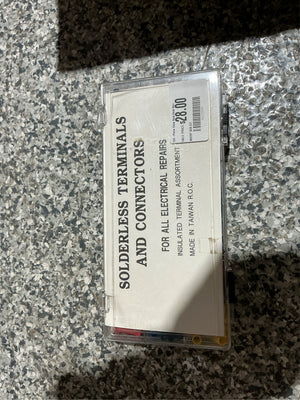 SOLDERLESS TERMINALS
AND CONNECTORS
FOR ALL ELECTRICAL REPAIRS
INSULATED TERMINAL ASSORTMENT
MADE IN TAIWAN R.O.C.
$28.00